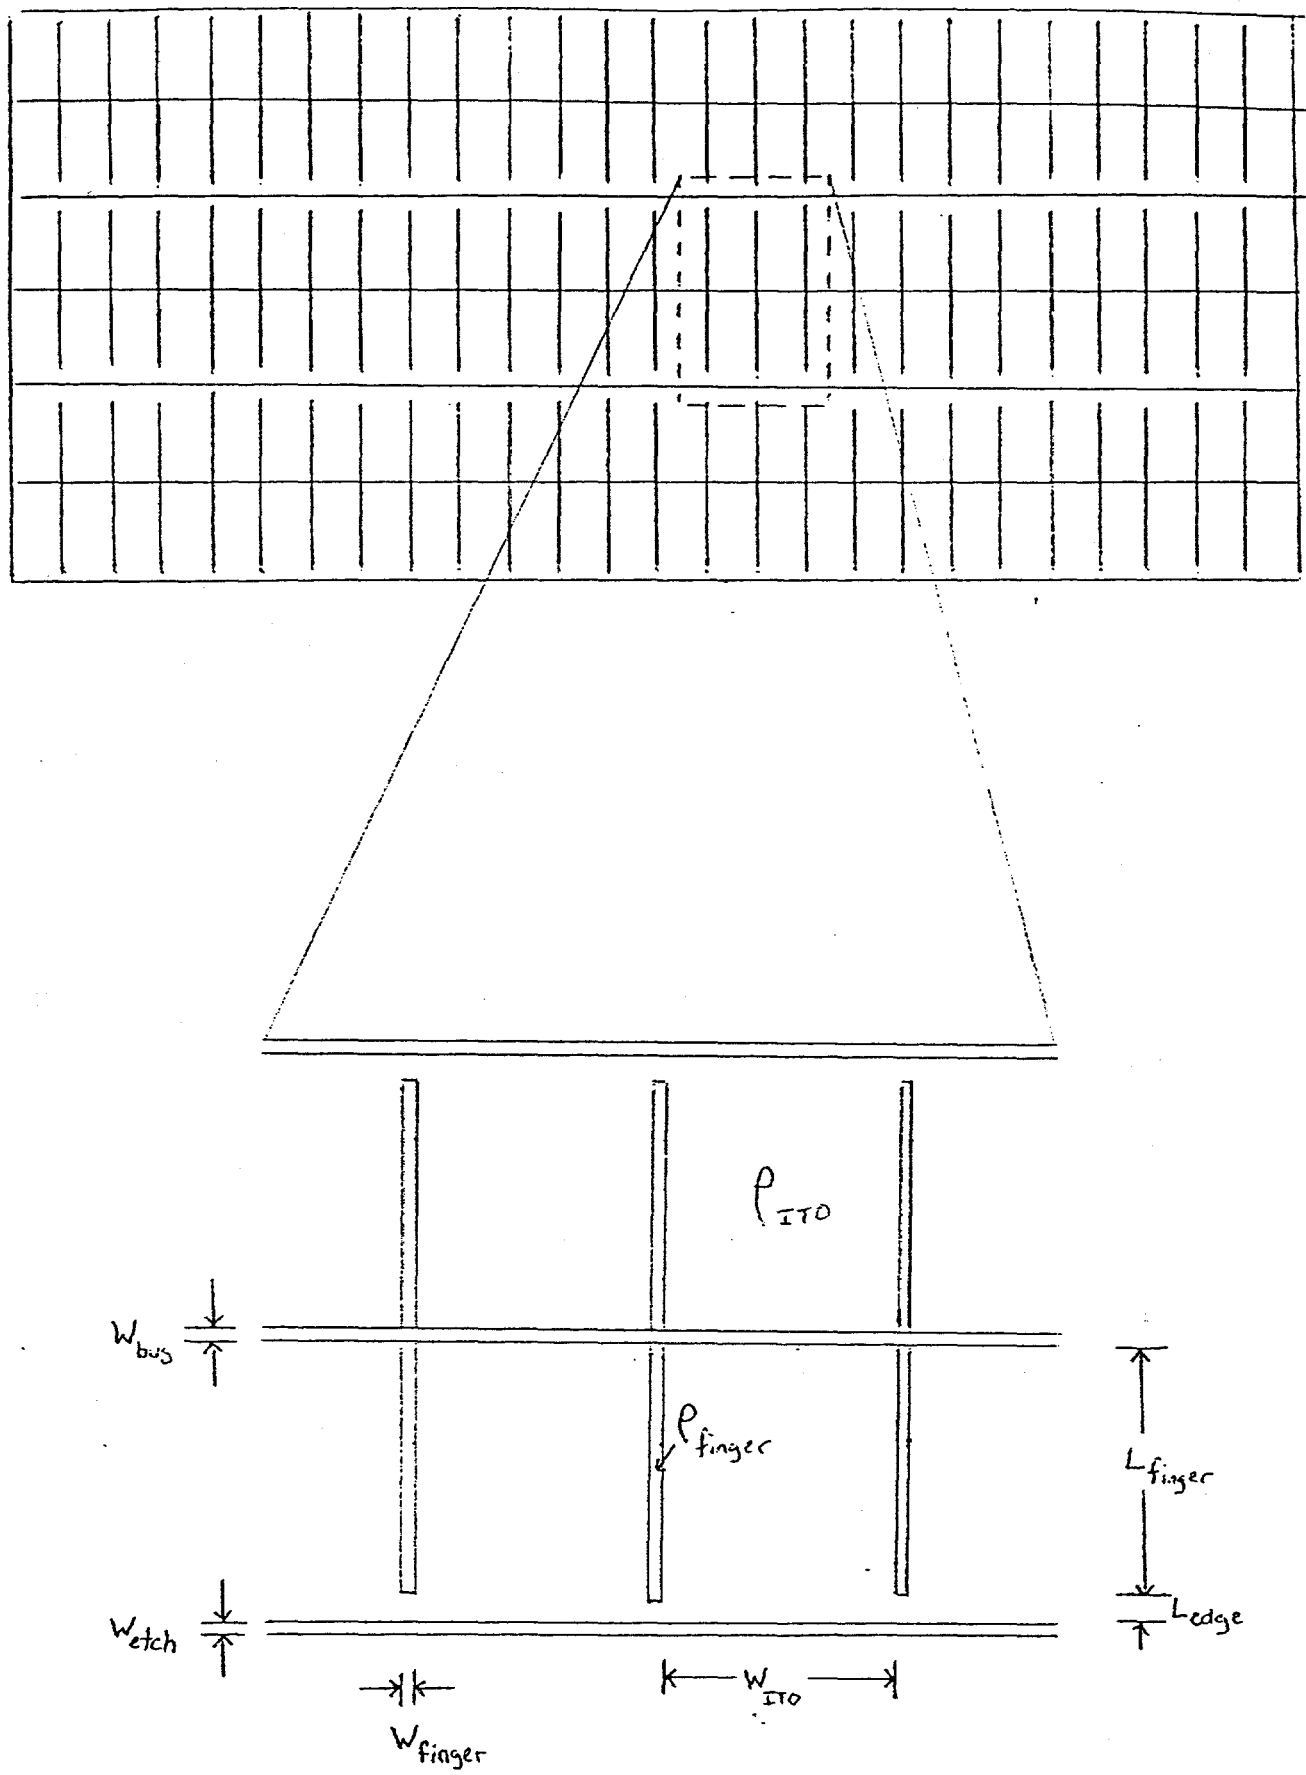 ρ_ITO
W_bus
ρ_finger
L_finger
L_edge
W_etch
W_ITO
W_finger